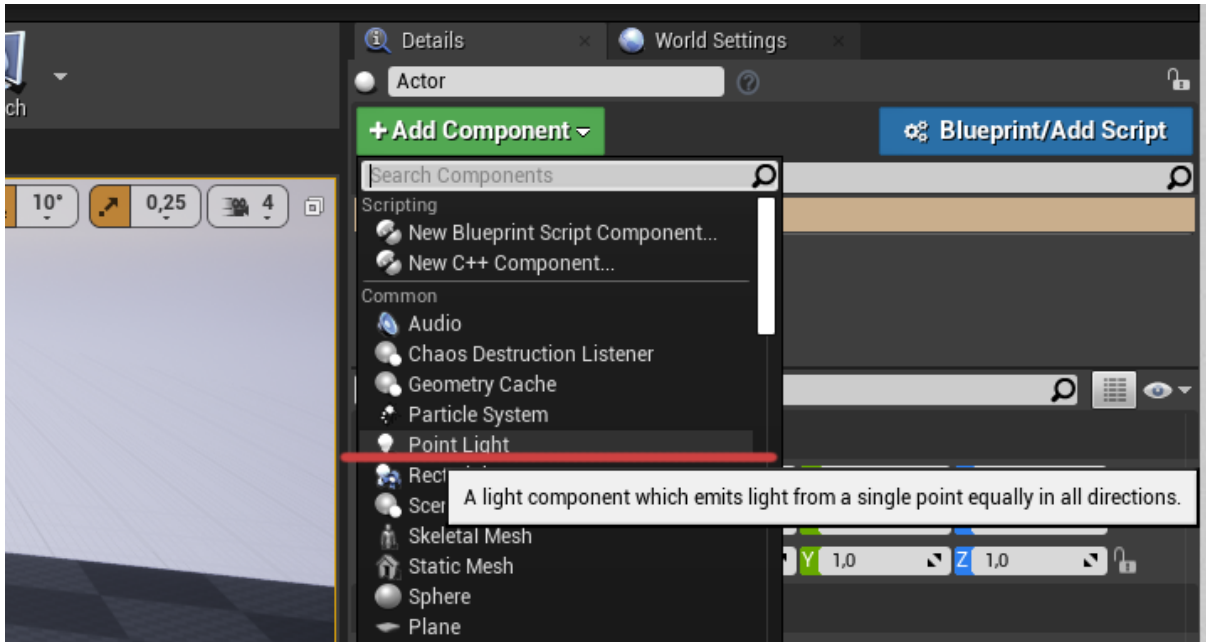 Details
World Settings
Actor
ch
+ Add Component
Blueprint/Add Script
Search Components
10°
0,25
4
Scripting
New Blueprint Script Component...
New C++ Component...
Common
Audio
Chaos Destruction Listener
Geometry Cache
Particle System
Point Light
Rect
A light component which emits light from a single point equally in all directions.
Scen
Skeletal Mesh
Static Mesh
Y 1,0
Z 1,0
Sphere
Plane